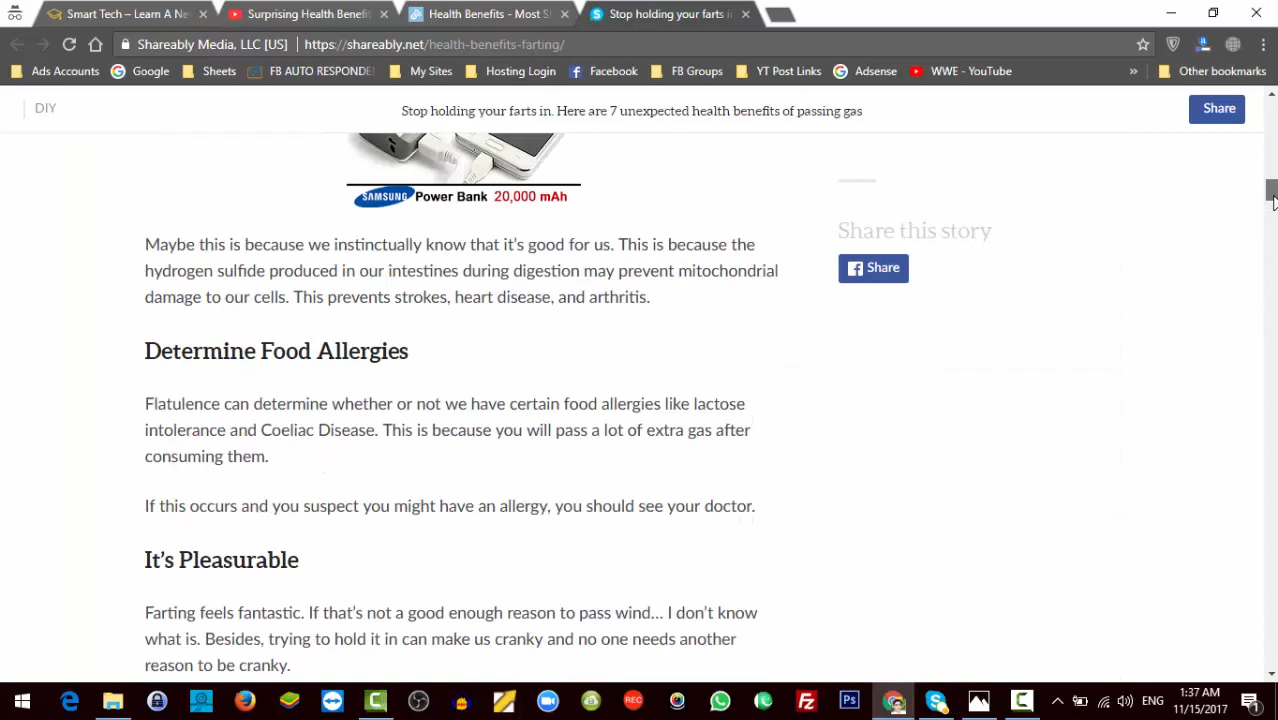 Smart Tech – Learn A Ne
Surprising Health Benefi
Health Benefits - Most S
Stop holding your farts i
Shareably Media, LLC [US]
https://shareably.net/health-benefits-farting/
Ads Accounts
Google
Sheets
FB AUTO RESPONDE
My Sites
Hosting Login
Facebook
FB Groups
YT Post Links
Adsense
WWE - YouTube
»
Other bookmarks
DIY
Stop holding your farts in. Here are 7 unexpected health benefits of passing gas
Share
SAMSUNG Power Bank 20,000 mAh
Maybe this is because we instinctually know that it’s good for us. This is because the
hydrogen sulfide produced in our intestines during digestion may prevent mitochondrial
damage to our cells. This prevents strokes, heart disease, and arthritis.
Share this story
Share
Determine Food Allergies
Flatulence can determine whether or not we have certain food allergies like lactose
intolerance and Coeliac Disease. This is because you will pass a lot of extra gas after
consuming them.
If this occurs and you suspect you might have an allergy, you should see your doctor.
It’s Pleasurable
Farting feels fantastic. If that’s not a good enough reason to pass wind… I don’t know
what is. Besides, trying to hold it in can make us cranky and no one needs another
reason to be cranky.
REC
Ps
ENG
1:37 AM
11/15/2017